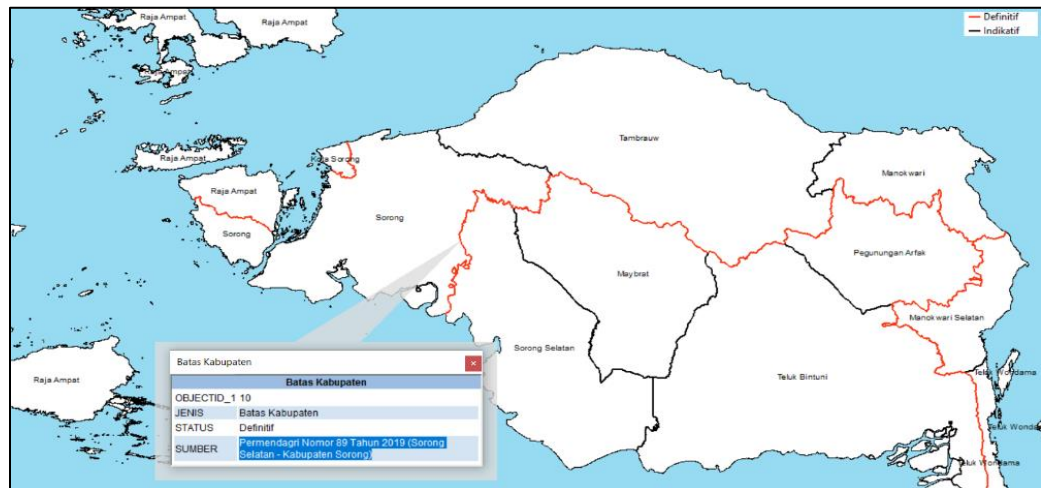 Raja Ampat
Raja Ampat
Definitif
Indikatif
Raja Ampat
Tambrauw
Raja Ampat
Kota Sorong
Manokwari
Raja Ampat
Sorong
Sorong
Pegunungan Arfak
Maybrat
Manokwari Selatan
Sorong Selatan
Teluk Bintuni
Teluk Wondama
Raja Ampat
Teluk Wonda
Teluk Wondama
Batas Kabupaten
Batas Kabupaten
OBJECTID_1 10
JENIS Batas Kabupaten
STATUS Definitif
SUMBER Permendagri Nomor 89 Tahun 2019 (Sorong
Selatan - Kabupaten Sorong)